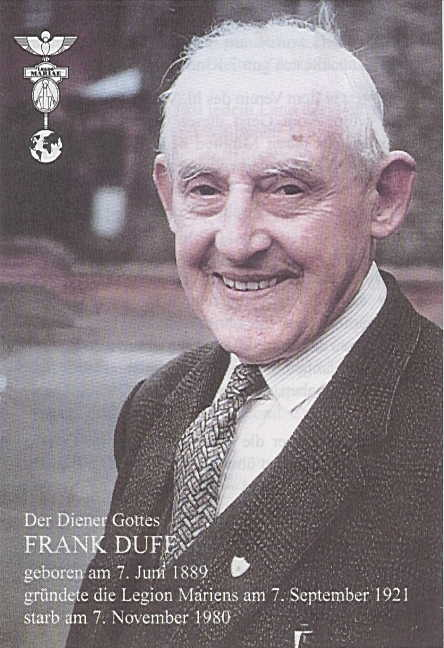 MARIAE
Der Diener Gottes
FRANK DUFF
geboren am 7. Juni 1889
gründete die Legion Mariens am 7. September 1921
starb am 7. November 1980